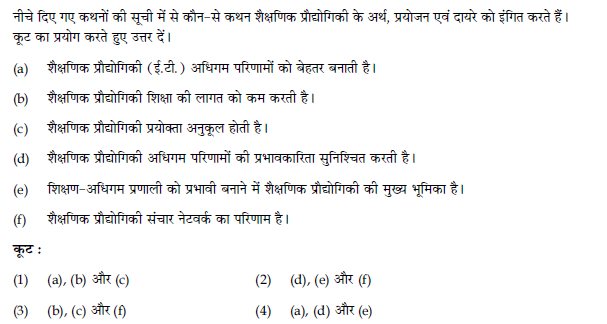 नीचे दिए गए कथनों की सूची में से कौन-से कथन शैक्षणिक प्रौद्योगिकी के अर्थ, प्रयोजन एवं दायरे को इंगित करते हैं।
कूट का प्रयोग करते हुए उत्तर दें।
(a) शैक्षणिक प्रौद्योगिकी (ई.टी.) अधिगम परिणामों को बेहतर बनाती है।
(b) शैक्षणिक प्रौद्योगिकी शिक्षा की लागत को कम करती है।
(c) शैक्षणिक प्रौद्योगिकी प्रयोक्ता अनुकूल होती है।
(d) शैक्षणिक प्रौद्योगिकी अधिगम परिणामों की प्रभावकारिता सुनिश्चित करती है।
(e) शिक्षण-अधिगम प्रणाली को प्रभावी बनाने में शैक्षणिक प्रौद्योगिकी की मुख्य भूमिका है।
(f) शैक्षणिक प्रौद्योगिकी संचार नेटवर्क का परिणाम है।
कूट :
(1) (a), (b) और (c) (2) (d), (e) और (f)
(3) (b), (c) और (f) (4) (a), (d) और (e)